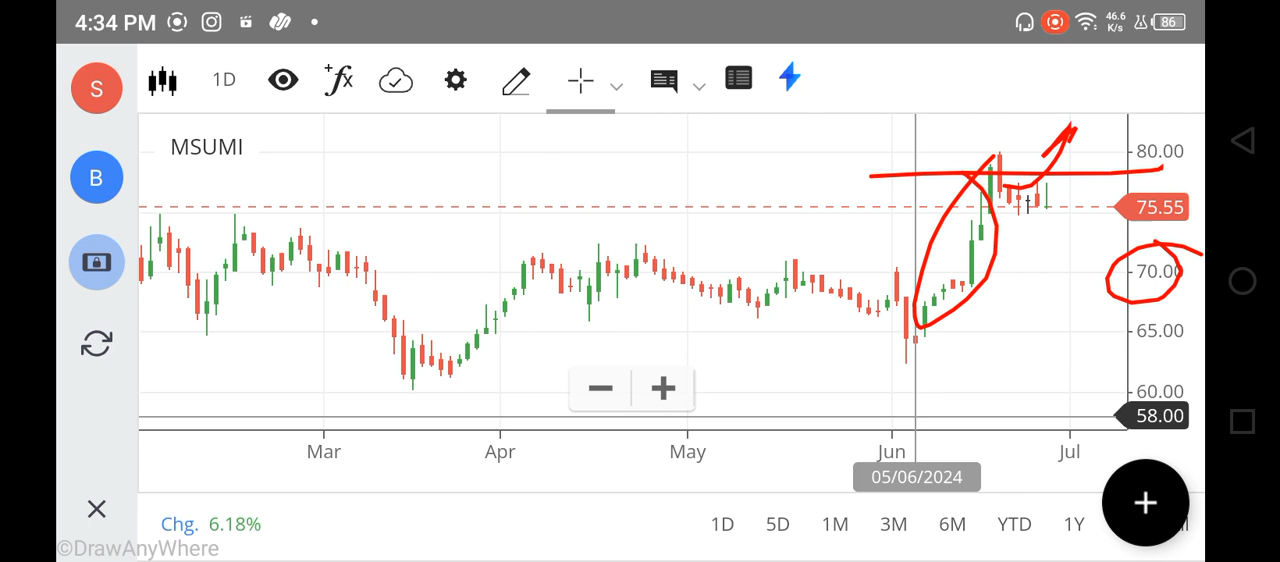 4:34 PM 46.6 K/s 86
S 1D fx
MSUMI
80.00
B
75.55
70.00
65.00
60.00
58.00
Mar Apr May Jun Jul
05/06/2024
Chg. 6.18% 1D 5D 1M 3M 6M YTD 1Y
©DrawAnyWhere